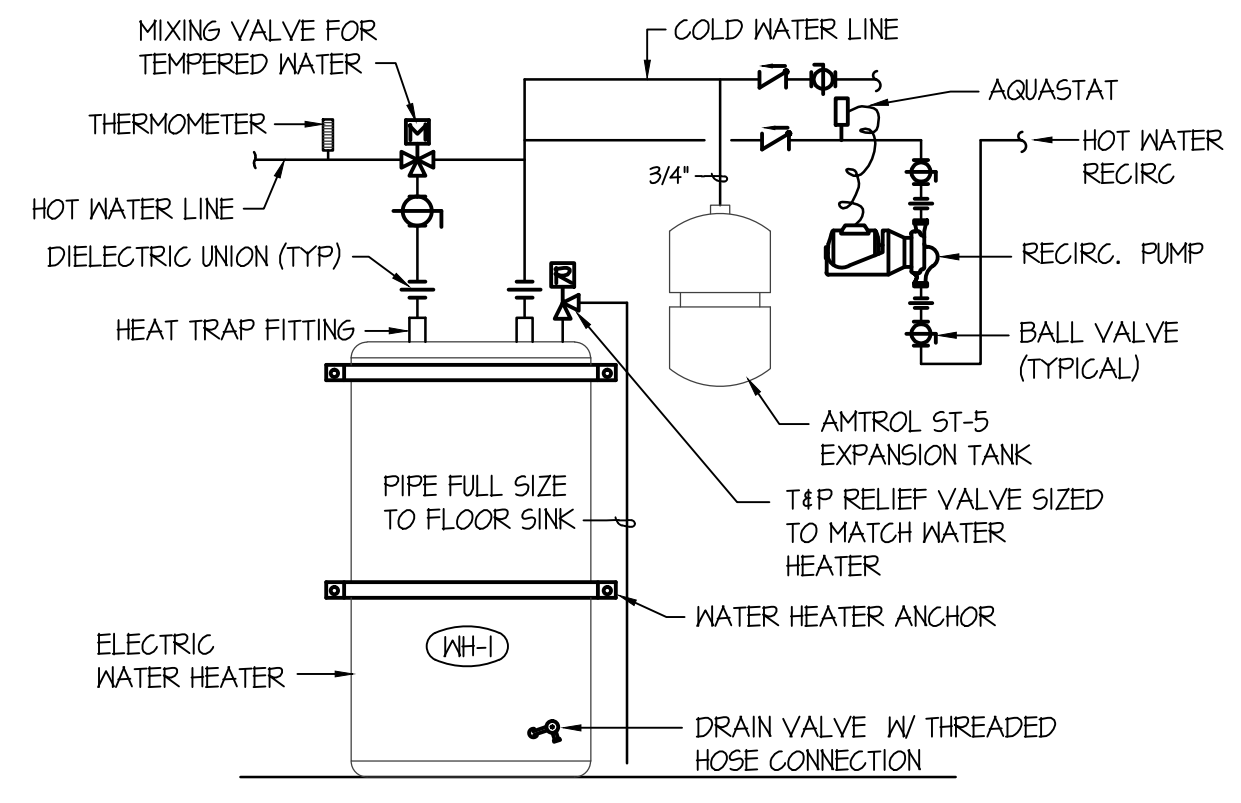 MIXING VALVE FOR
TEMPERED WATER
COLD WATER LINE
THERMOMETER
M
AQUASTAT
HOT WATER
RECIRC
3/4"
HOT WATER LINE
DIELECTRIC UNION (TYP)
R
RECIRC. PUMP
HEAT TRAP FITTING
BALL VALVE
(TYPICAL)
AMTROL ST-5
EXPANSION TANK
PIPE FULL SIZE
TO FLOOR SINK
T&P RELIEF VALVE SIZED
TO MATCH WATER
HEATER
WATER HEATER ANCHOR
ELECTRIC
WATER HEATER
WH-1
DRAIN VALVE W/ THREADED
HOSE CONNECTION